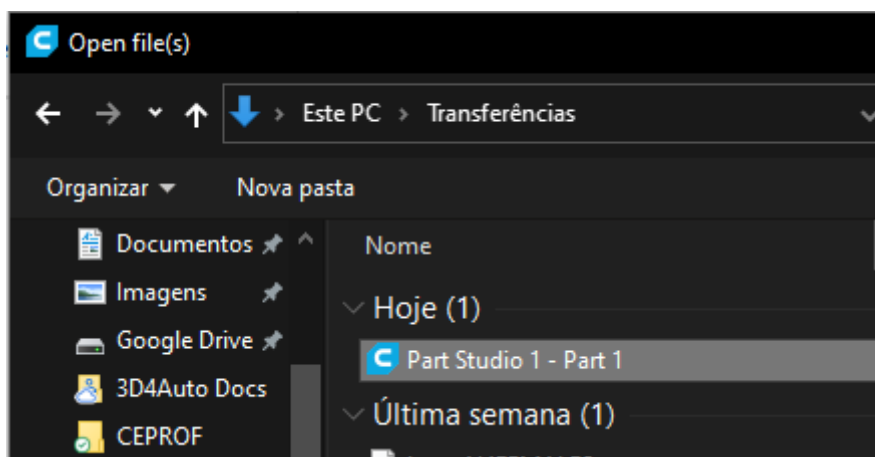 Open file(s)
Este PC > Transferências
Organizar Nova pasta
Documentos
Imagens
Google Drive
3D4Auto Docs
CEPROF
Nome
Hoje (1)
Part Studio 1 - Part 1
Última semana (1)